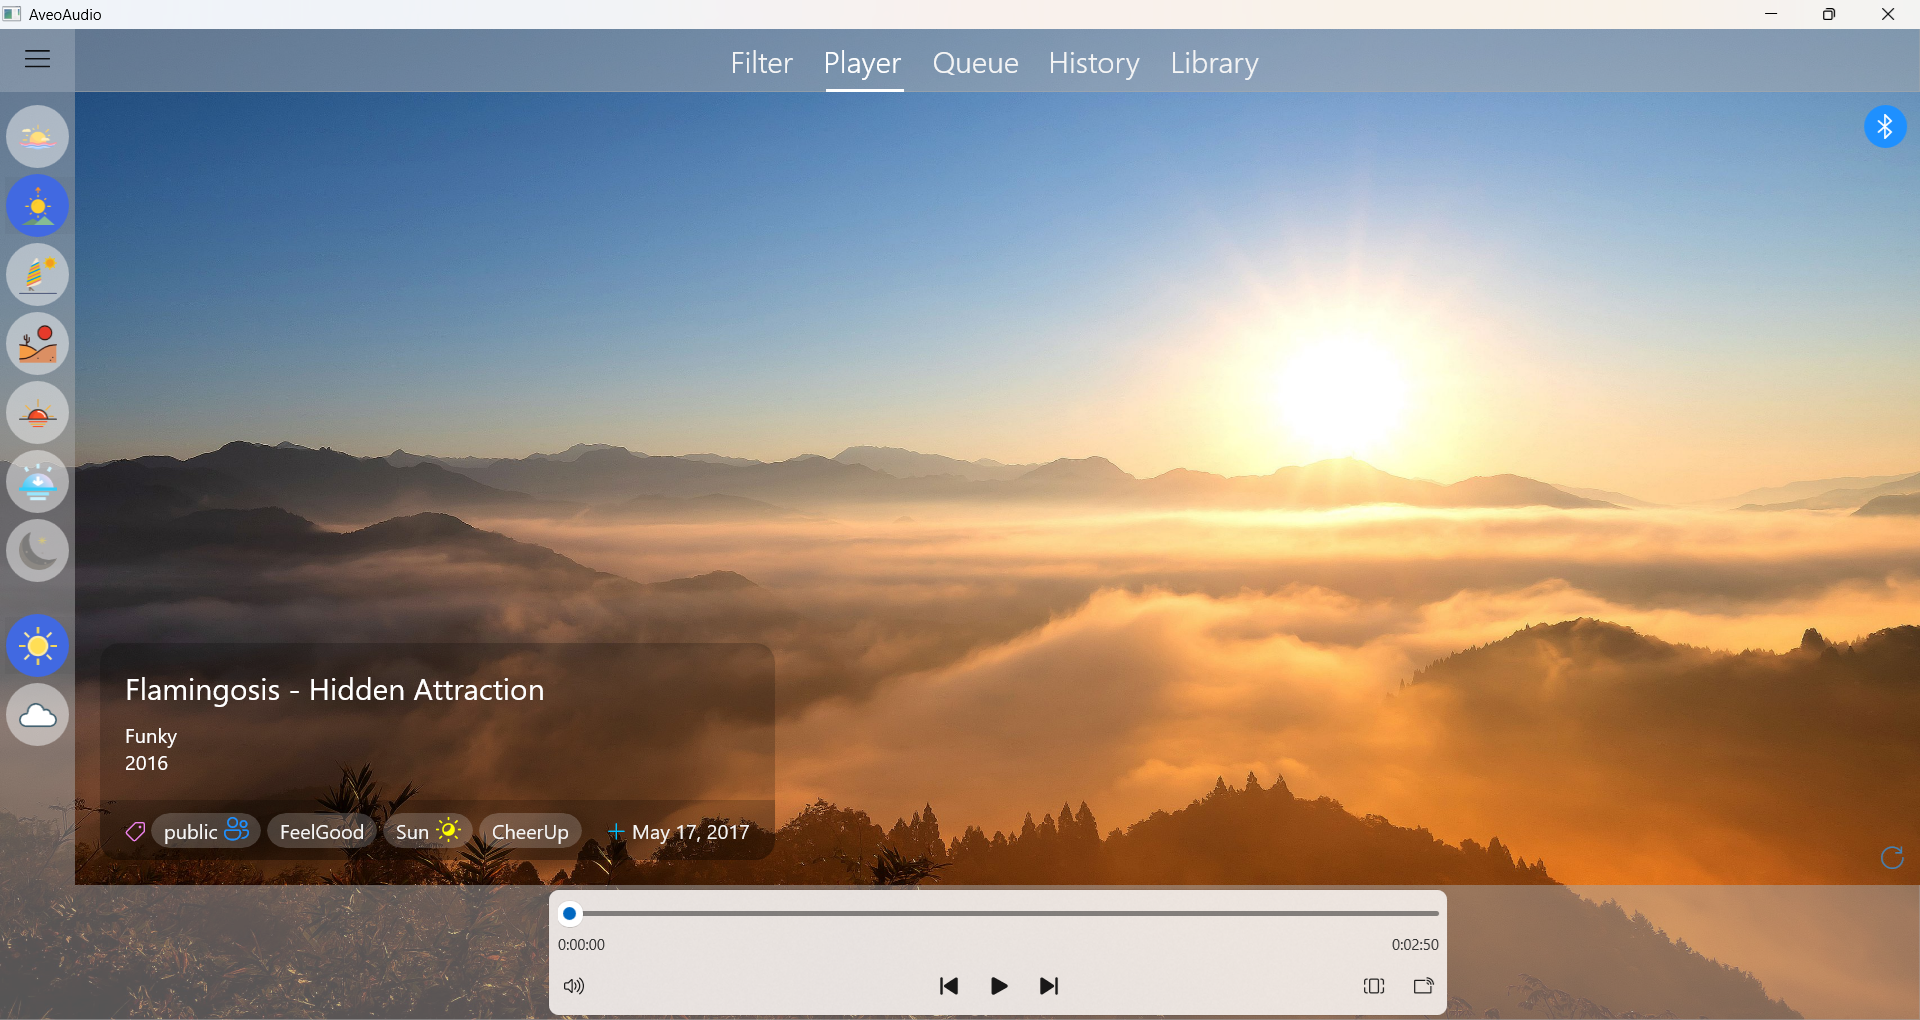 AveoAudio
Filter Player Queue History Library
Flamingosis - Hidden Attraction
Funky
2016
public FeelGood Sun CheerUp May 17, 2017
0:00:00 0:02:50